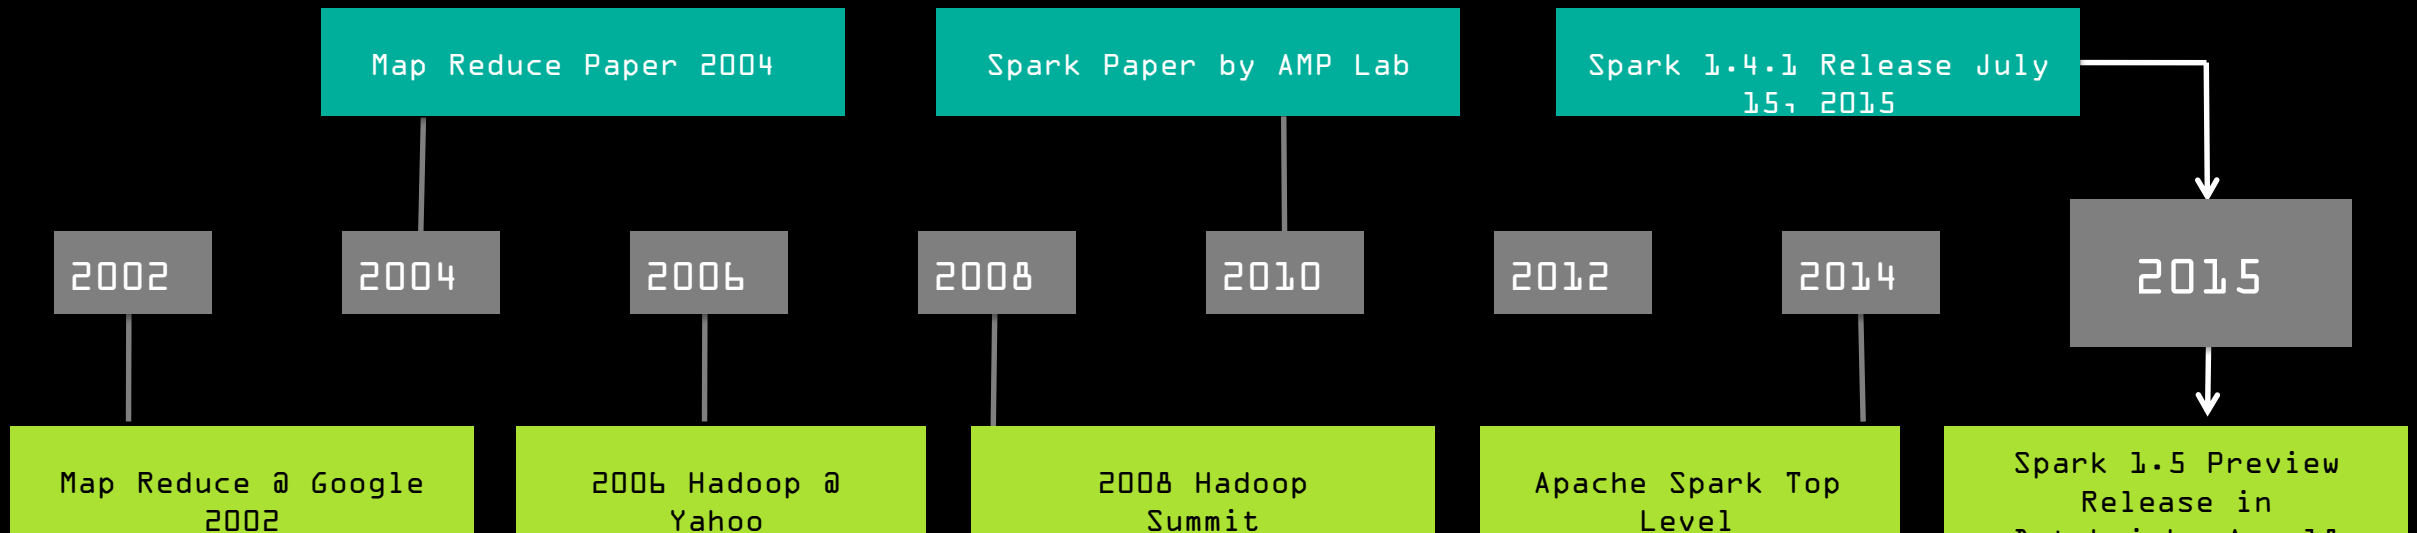 Map Reduce Paper 2004
Spark Paper by AMP Lab
Spark 1.4.1 Release July
15, 2015
2002
2004
2006
2008
2010
2012
2014
2015
Map Reduce @ Google
2002
2006 Hadoop @
Yahoo
2008 Hadoop
Summit
Apache Spark Top
Level
Spark 1.5 Preview
Release in